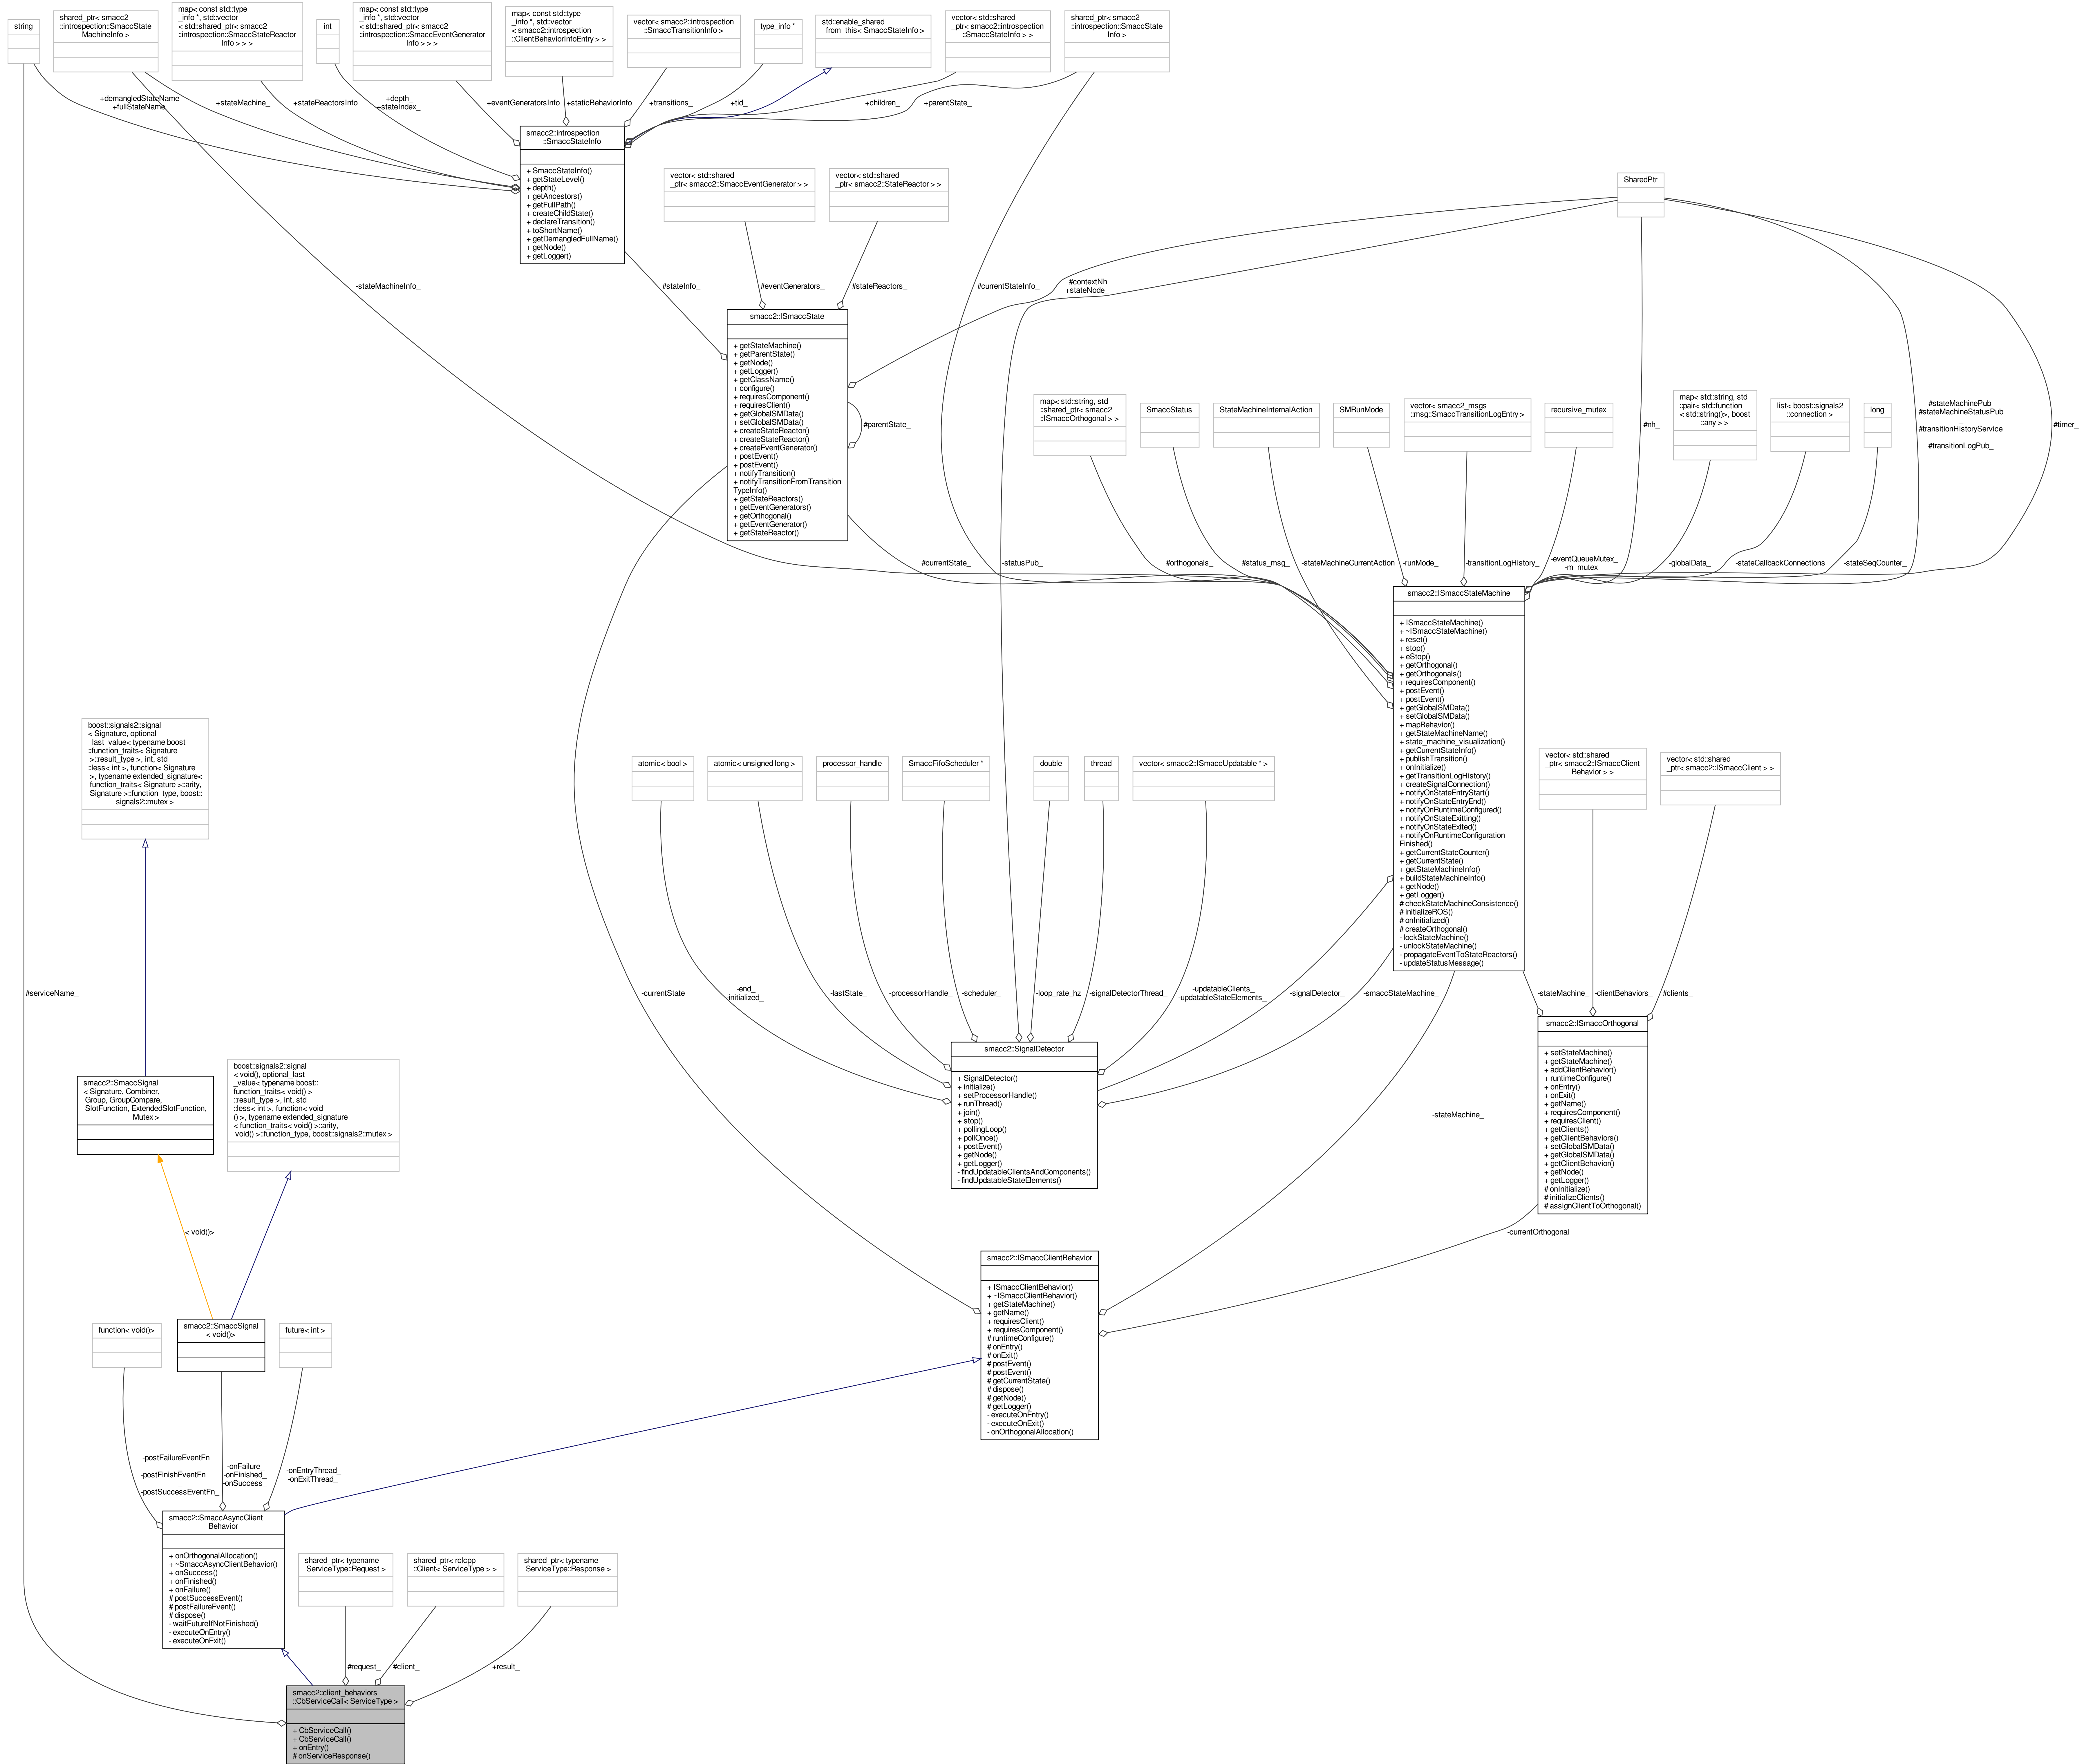 string
shared_ptr< smacc2
::introspection::SmaccState
MachineInfo >
map< const std::type
_info *, std::vector
< std::shared_ptr< smacc2
::introspection::SmaccStateReactor
Info > > >
int
map< const std::type
_info *, std::vector
< std::shared_ptr< smacc2
::introspection::SmaccEventGenerator
Info > > >
map< const std::type
_info *, std::vector
< smacc2::introspection
::ClientBehaviorInfoEntry > >
vector< smacc2::introspection
::SmaccTransitionInfo >
type_info *
std::enable_shared
_from_this< SmaccStateInfo >
vector< std::shared
_ptr< smacc2::introspection
::SmaccStateInfo > >
shared_ptr< smacc2
::introspection::SmaccState
Info >
+demangledStateName
+fullStateName
+stateMachine_
+stateReactorsInfo
+depth_
+stateIndex_
+eventGeneratorsInfo
+staticBehaviorInfo
+transitions_
+tid_
+children_
+parentState_
smacc2::introspection
::SmaccStateInfo
+ SmaccStateInfo()
+ getStateLevel()
+ depth()
+ getAncestors()
+ getFullPath()
+ createChildState()
+ declareTransition()
+ toShortName()
+ getDemangledFullName()
+ getNode()
+ getLogger()
vector< std::shared
_ptr< smacc2::SmaccEventGenerator > >
vector< std::shared
_ptr< smacc2::StateReactor > >
SharedPtr
-stateMachineInfo_
#stateInfo_
#eventGenerators_
#stateReactors_
#currentStateInfo_
#contextNh
+stateNode_
smacc2::ISmaccState
+ getStateMachine()
+ getParentState()
+ getNode()
+ getLogger()
+ getClassName()
+ configure()
+ requiresComponent()
+ requiresClient()
+ getGlobalSMData()
+ setGlobalSMData()
+ createStateReactor()
+ createStateReactor()
+ createEventGenerator()
+ postEvent()
+ postEvent()
+ notifyTransition()
+ notifyTransitionFromTransition
TypeInfo()
+ getStateReactors()
+ getEventGenerators()
+ getOrthogonal()
+ getEventGenerator()
+ getStateReactor()
#parentState_
map< std::string, std
::shared_ptr< smacc2
::ISmaccOrthogonal > >
SmaccStatus
StateMachineInternalAction
SMRunMode
vector< smacc2_msgs
::msg::SmaccTransitionLogEntry >
recursive_mutex
#nh_
map< std::string, std
::pair< std::function
< std::string()>, boost
::any > >
list< boost::signals2
::connection >
long
#stateMachinePub_
#stateMachineStatusPub
_
#transitionHistoryService
_
#transitionLogPub_
#timer_
#currentState_
-statusPub_
#orthogonals_
#status_msg_
-stateMachineCurrentAction
-runMode_
-transitionLogHistory_
-eventQueueMutex_
-m_mutex_
-globalData_
-stateCallbackConnections
-stateSeqCounter_
smacc2::ISmaccStateMachine
+ ISmaccStateMachine()
+ ~ISmaccStateMachine()
+ reset()
+ stop()
+ eStop()
+ getOrthogonal()
+ getOrthogonals()
+ requiresComponent()
+ postEvent()
+ postEvent()
+ getGlobalSMData()
+ setGlobalSMData()
+ mapBehavior()
+ getStateMachineName()
+ state_machine_visualization()
+ getCurrentStateInfo()
+ publishTransition()
+ onInitialize()
+ getTransitionLogHistory()
+ createSignalConnection()
+ notifyOnStateEntryStart()
+ notifyOnStateEntryEnd()
+ notifyOnRuntimeConfigured()
+ notifyOnStateExitting()
+ notifyOnStateExited()
+ notifyOnRuntimeConfiguration
Finished()
+ getCurrentStateCounter()
+ getCurrentState()
+ getStateMachineInfo()
+ buildStateMachineInfo()
+ getNode()
+ getLogger()
# checkStateMachineConsistence()
# initializeROS()
# onInitialized()
# createOrthogonal()
- lockStateMachine()
- unlockStateMachine()
- propagateEventToStateReactors()
- updateStatusMessage()
boost::signals2::signal
< Signature, optional
_last_value< typename boost
::function_traits< Signature
>::result_type >, int, std
::less< int >, function< Signature
>, typename extended_signature<
function_traits< Signature >::arity,
Signature >::function_type, boost::
signals2::mutex >
atomic< bool >
atomic< unsigned long >
processor_handle
SmaccFifoScheduler *
double
thread
vector< smacc2::ISmaccUpdatable * >
vector< std::shared
_ptr< smacc2::ISmaccClient
Behavior > >
vector< std::shared
_ptr< smacc2::ISmaccClient > >
#serviceName_
-currentState
-end_
-initialized_
-lastState_
-processorHandle_
-scheduler_
-loop_rate_hz
-signalDetectorThread_
-updatableClients_
-updatableStateElements_
-signalDetector_
-smaccStateMachine_
-stateMachine_
-clientBehaviors_
#clients_
smacc2::SignalDetector
+ SignalDetector()
+ initialize()
+ setProcessorHandle()
+ runThread()
+ join()
+ stop()
+ pollingLoop()
+ pollOnce()
+ postEvent()
+ getNode()
+ getLogger()
- findUpdatableClientsAndComponents()
- findUpdatableStateElements()
smacc2::ISmaccOrthogonal
+ setStateMachine()
+ getStateMachine()
+ addClientBehavior()
+ runtimeConfigure()
+ onEntry()
+ onExit()
+ getName()
+ requiresComponent()
+ requiresClient()
+ getClients()
+ getClientBehaviors()
+ setGlobalSMData()
+ getGlobalSMData()
+ getClientBehavior()
+ getNode()
+ getLogger()
# onInitialize()
# initializeClients()
# assignClientToOrthogonal()
smacc2::SmaccSignal
< Signature, Combiner,
Group, GroupCompare,
SlotFunction, ExtendedSlotFunction,
Mutex >
boost::signals2::signal
< void(), optional_last
_value< typename boost::
function_traits< void() >
::result_type >, int, std
::less< int >, function< void
() >, typename extended_signature
< function_traits< void() >::arity,
void() >::function_type, boost::signals2::mutex >
-stateMachine_
< void()>
-currentOrthogonal
smacc2::ISmaccClientBehavior
+ ISmaccClientBehavior()
+ ~ISmaccClientBehavior()
+ getStateMachine()
+ getName()
+ requiresClient()
+ requiresComponent()
# runtimeConfigure()
# onEntry()
# onExit()
# postEvent()
# postEvent()
# getCurrentState()
# dispose()
# getNode()
# getLogger()
- executeOnEntry()
- executeOnExit()
- onOrthogonalAllocation()
function< void()>
smacc2::SmaccSignal
< void()>
future< int >
-postFailureEventFn
_
-postFinishEventFn
_
-postSuccessEventFn_
-onFailure_
-onFinished_
-onSuccess_
-onEntryThread_
-onExitThread_
smacc2::SmaccAsyncClient
Behavior
+ onOrthogonalAllocation()
+ ~SmaccAsyncClientBehavior()
+ onSuccess()
+ onFinished()
+ onFailure()
# postSuccessEvent()
# postFailureEvent()
# dispose()
- waitFutureIfNotFinished()
- executeOnEntry()
- executeOnExit()
shared_ptr< typename
ServiceType::Request >
shared_ptr< rclcpp
::Client< ServiceType > >
shared_ptr< typename
ServiceType::Response >
#request_
#client_
+result_
smacc2::client_behaviors
::CbServiceCall< ServiceType >
+ CbServiceCall()
+ CbServiceCall()
+ onEntry()
# onServiceResponse()